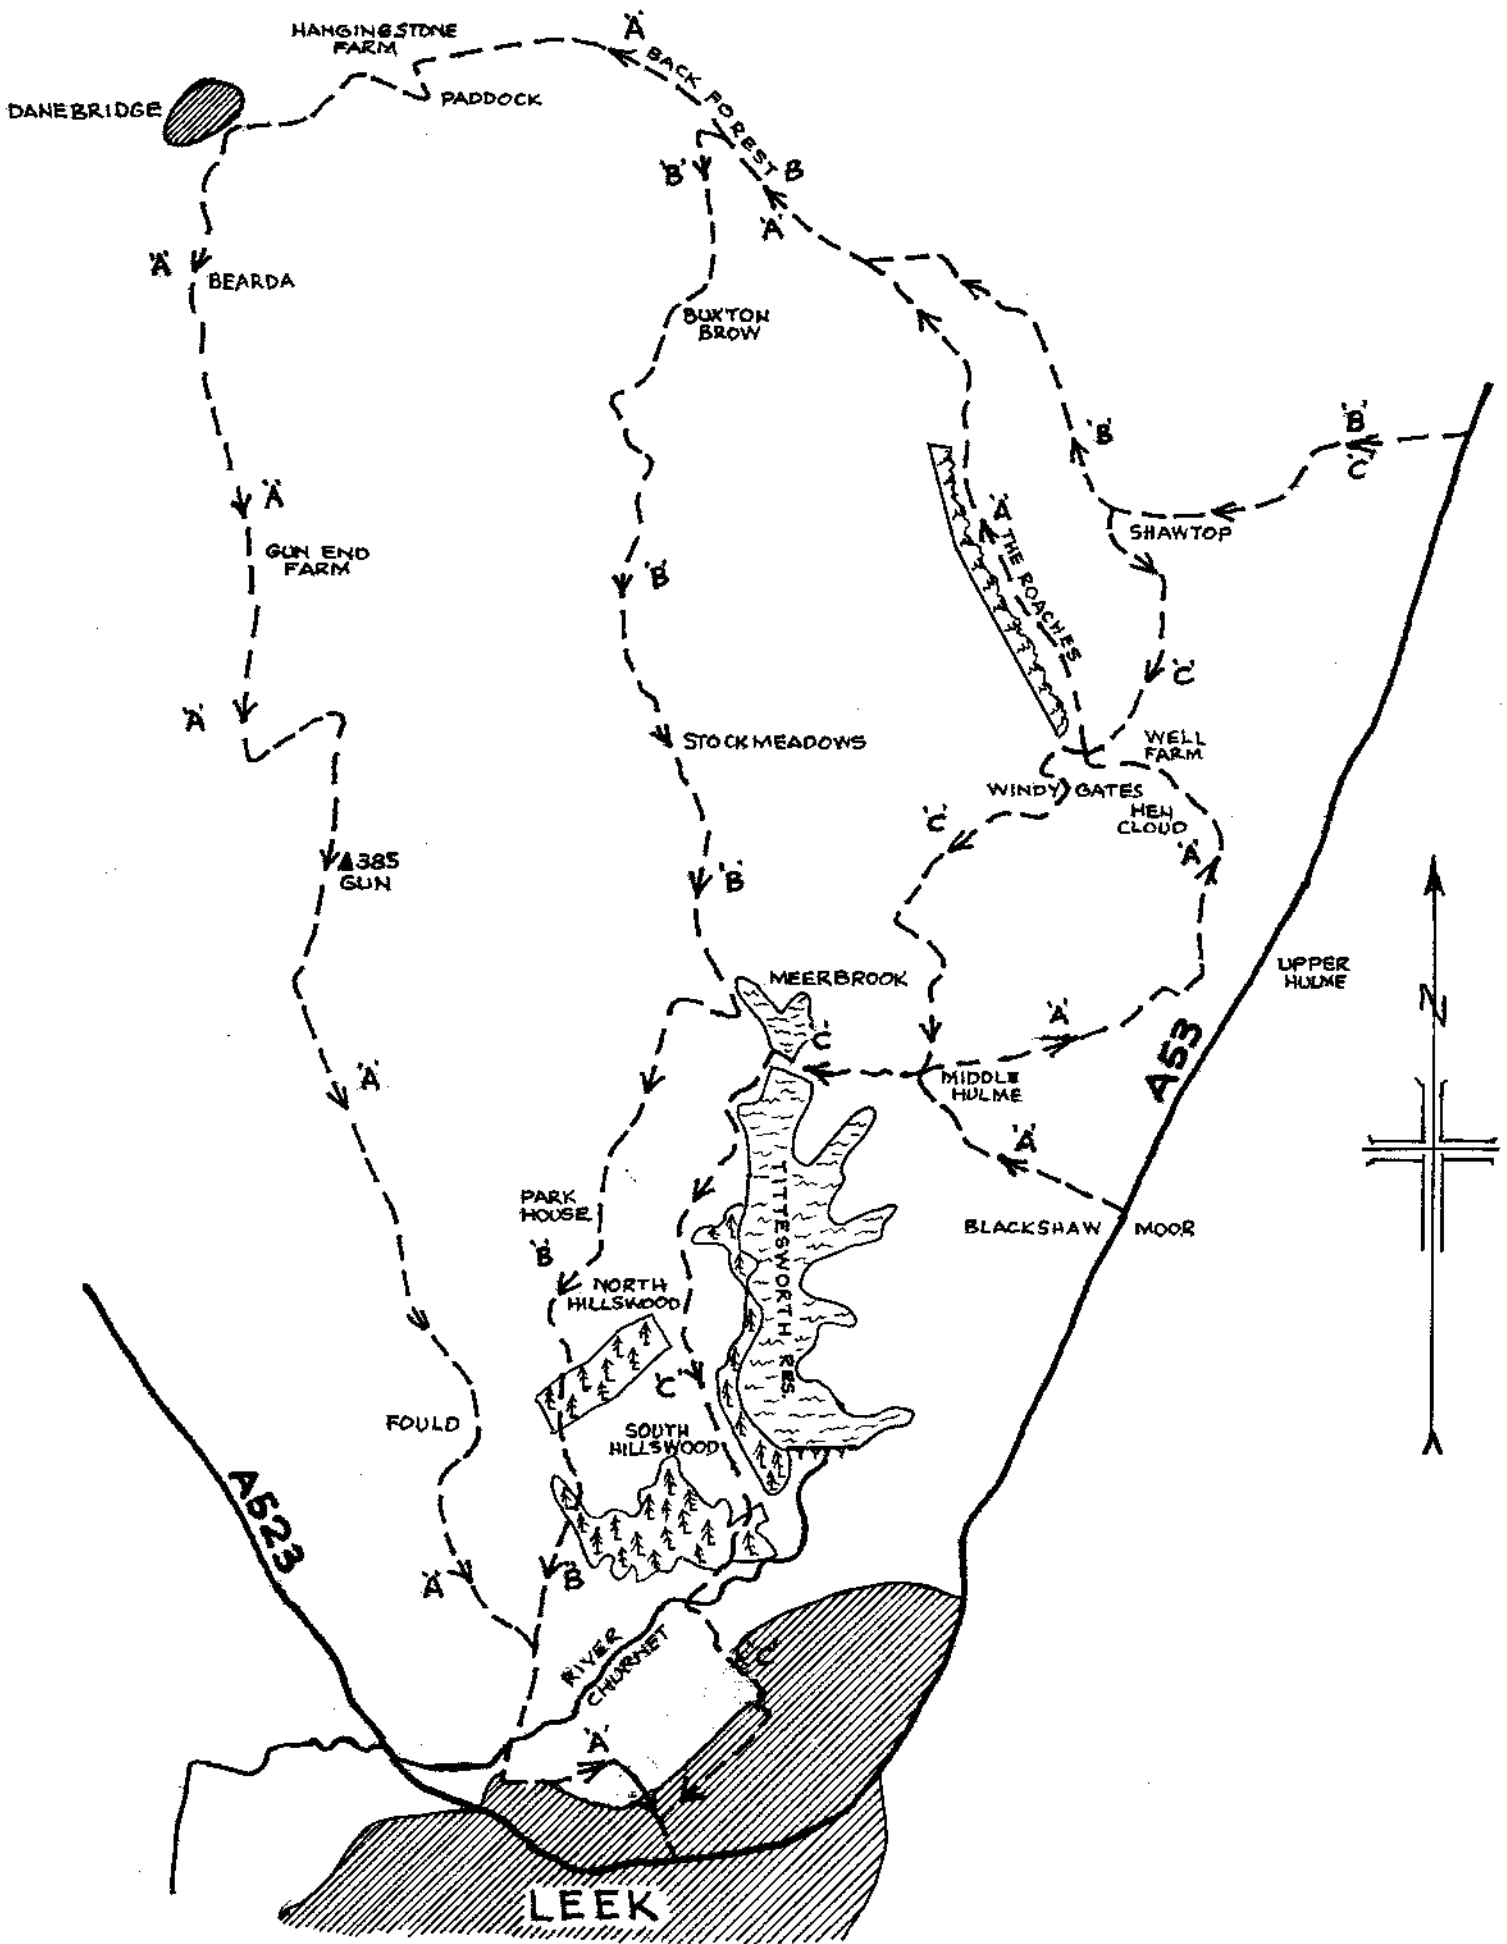 HANGINGSTONE
FARM
'A'
BACK FOREST
DANEBRIDGE
PADDOCK
'B'
B
'A'
'A'
BEARDA
BUXTON
BROW
'B'
'B'
'C'
'A'
'A'
SHAWTOP
GUN END
FARM
THE ROACHES
'B'
'C'
'A'
STOCKMEADOWS
WELL
FARM
WINDY GATES
HEN
CLOUD
'C'
'A'
385
GUN
'B'
MEERBROOK
UPPER
HULME
N
'A'
'C'
A53
'A'
MIDDLE
HULME
'A'
PARK
HOUSE
TITTESWORTH RES.
BLACKSHAW MOOR
'B'
NORTH
HILLSWOOD
'C'
FOULD
SOUTH
HILLSWOOD
A523
'A'
B
RIVER
CHURNET
'C'
'A'
LEEK